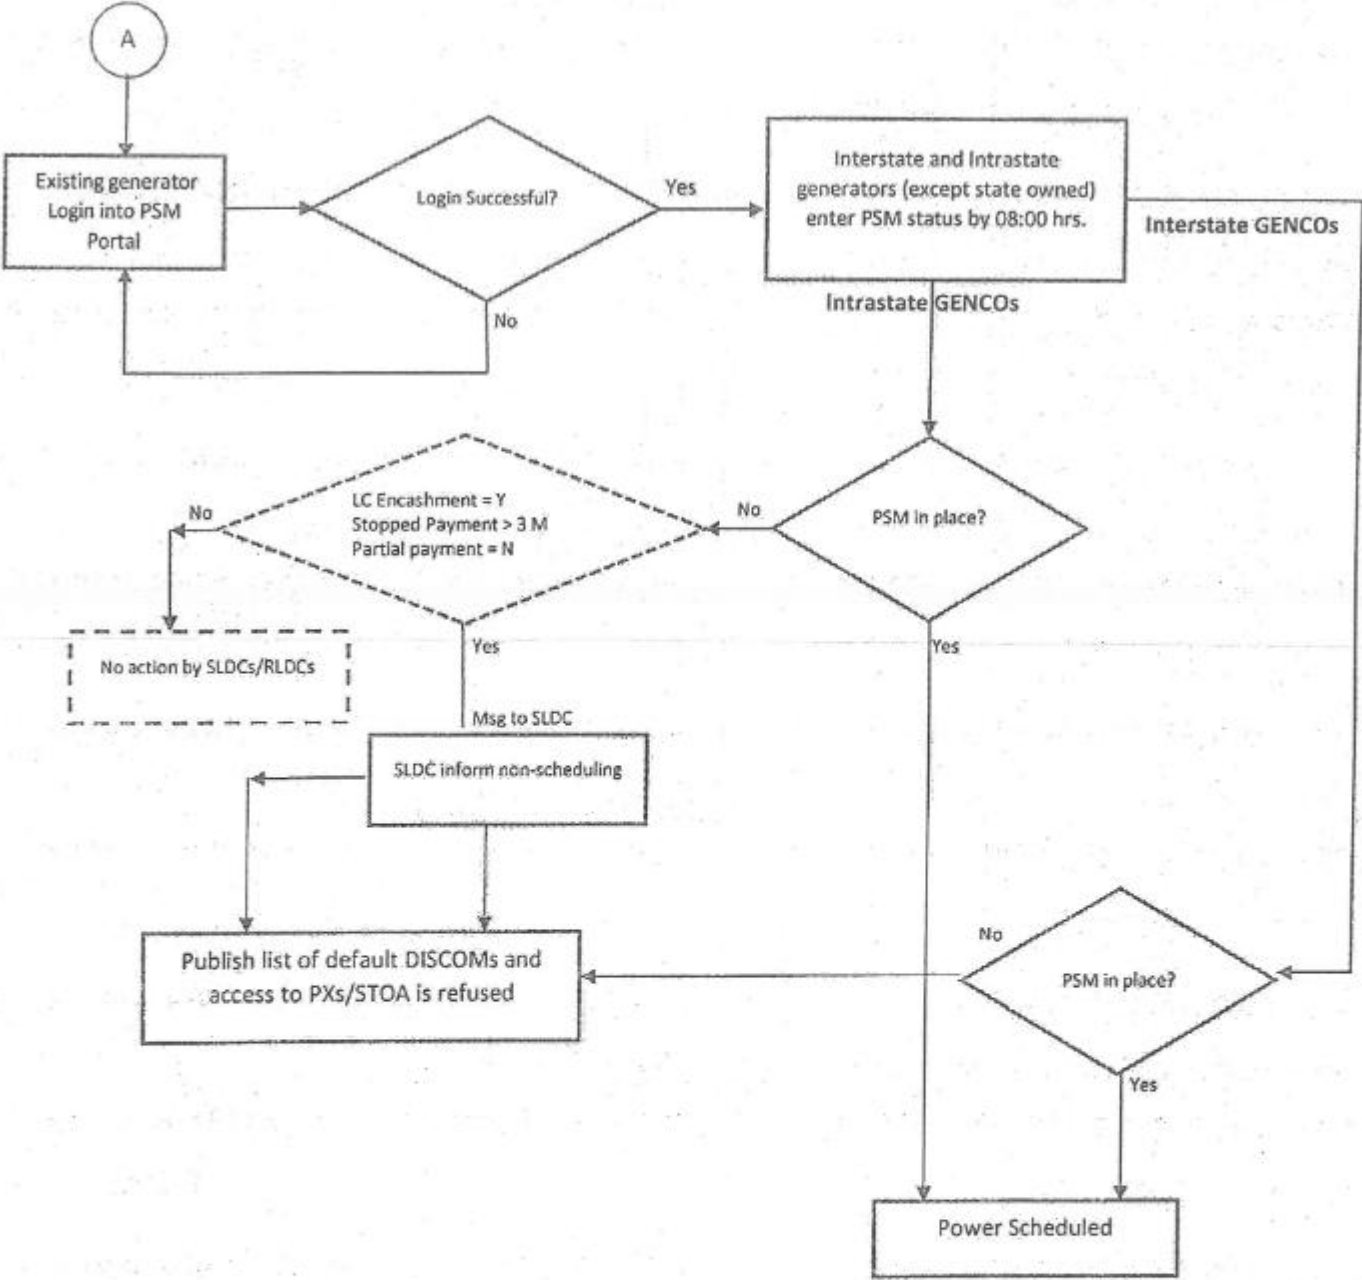 A
Existing generator
Login into PSM
Portal
Login Successful?
Yes
No
Interstate and Intrastate
generators (except state owned)
enter PSM status by 08:00 hrs.
Interstate GENCOs
Intrastate GENCOs
PSM in place?
No
Yes
LC Encashment = Y
Stopped Payment > 3 M
Partial payment = N
No
Yes
No action by SLDCs/RLDCs
Msg to SLDC
SLDC inform non-scheduling
Publish list of default DISCOMs and
access to PXs/STOA is refused
No
PSM in place?
Yes
Power Scheduled